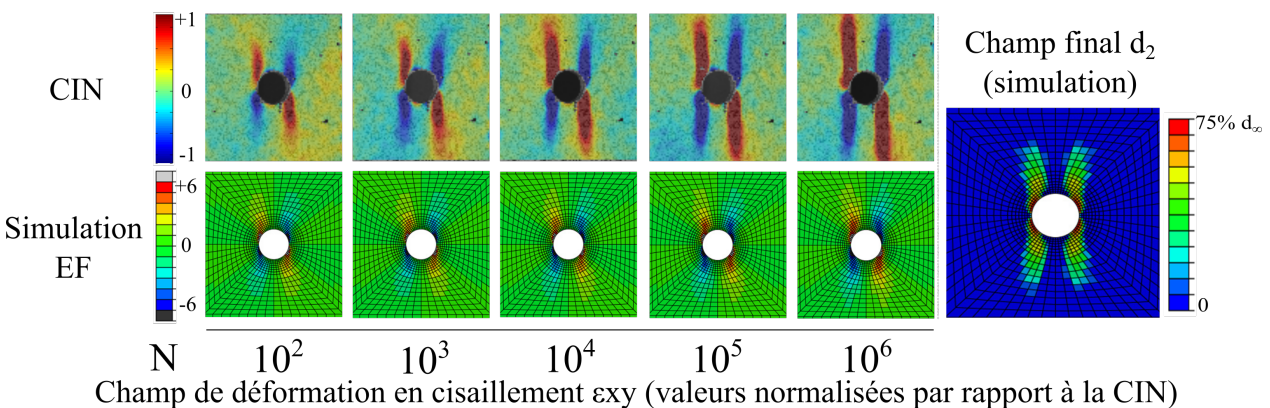 CIN
+1
0
-1
Simulation
EF
+6
0
-6
Champ final d₂
(simulation)
75% d∞
0
N 10² 10³ 10⁴ 10⁵ 10⁶
Champ de déformation en cisaillement εxy (valeurs normalisées par rapport à la CIN)